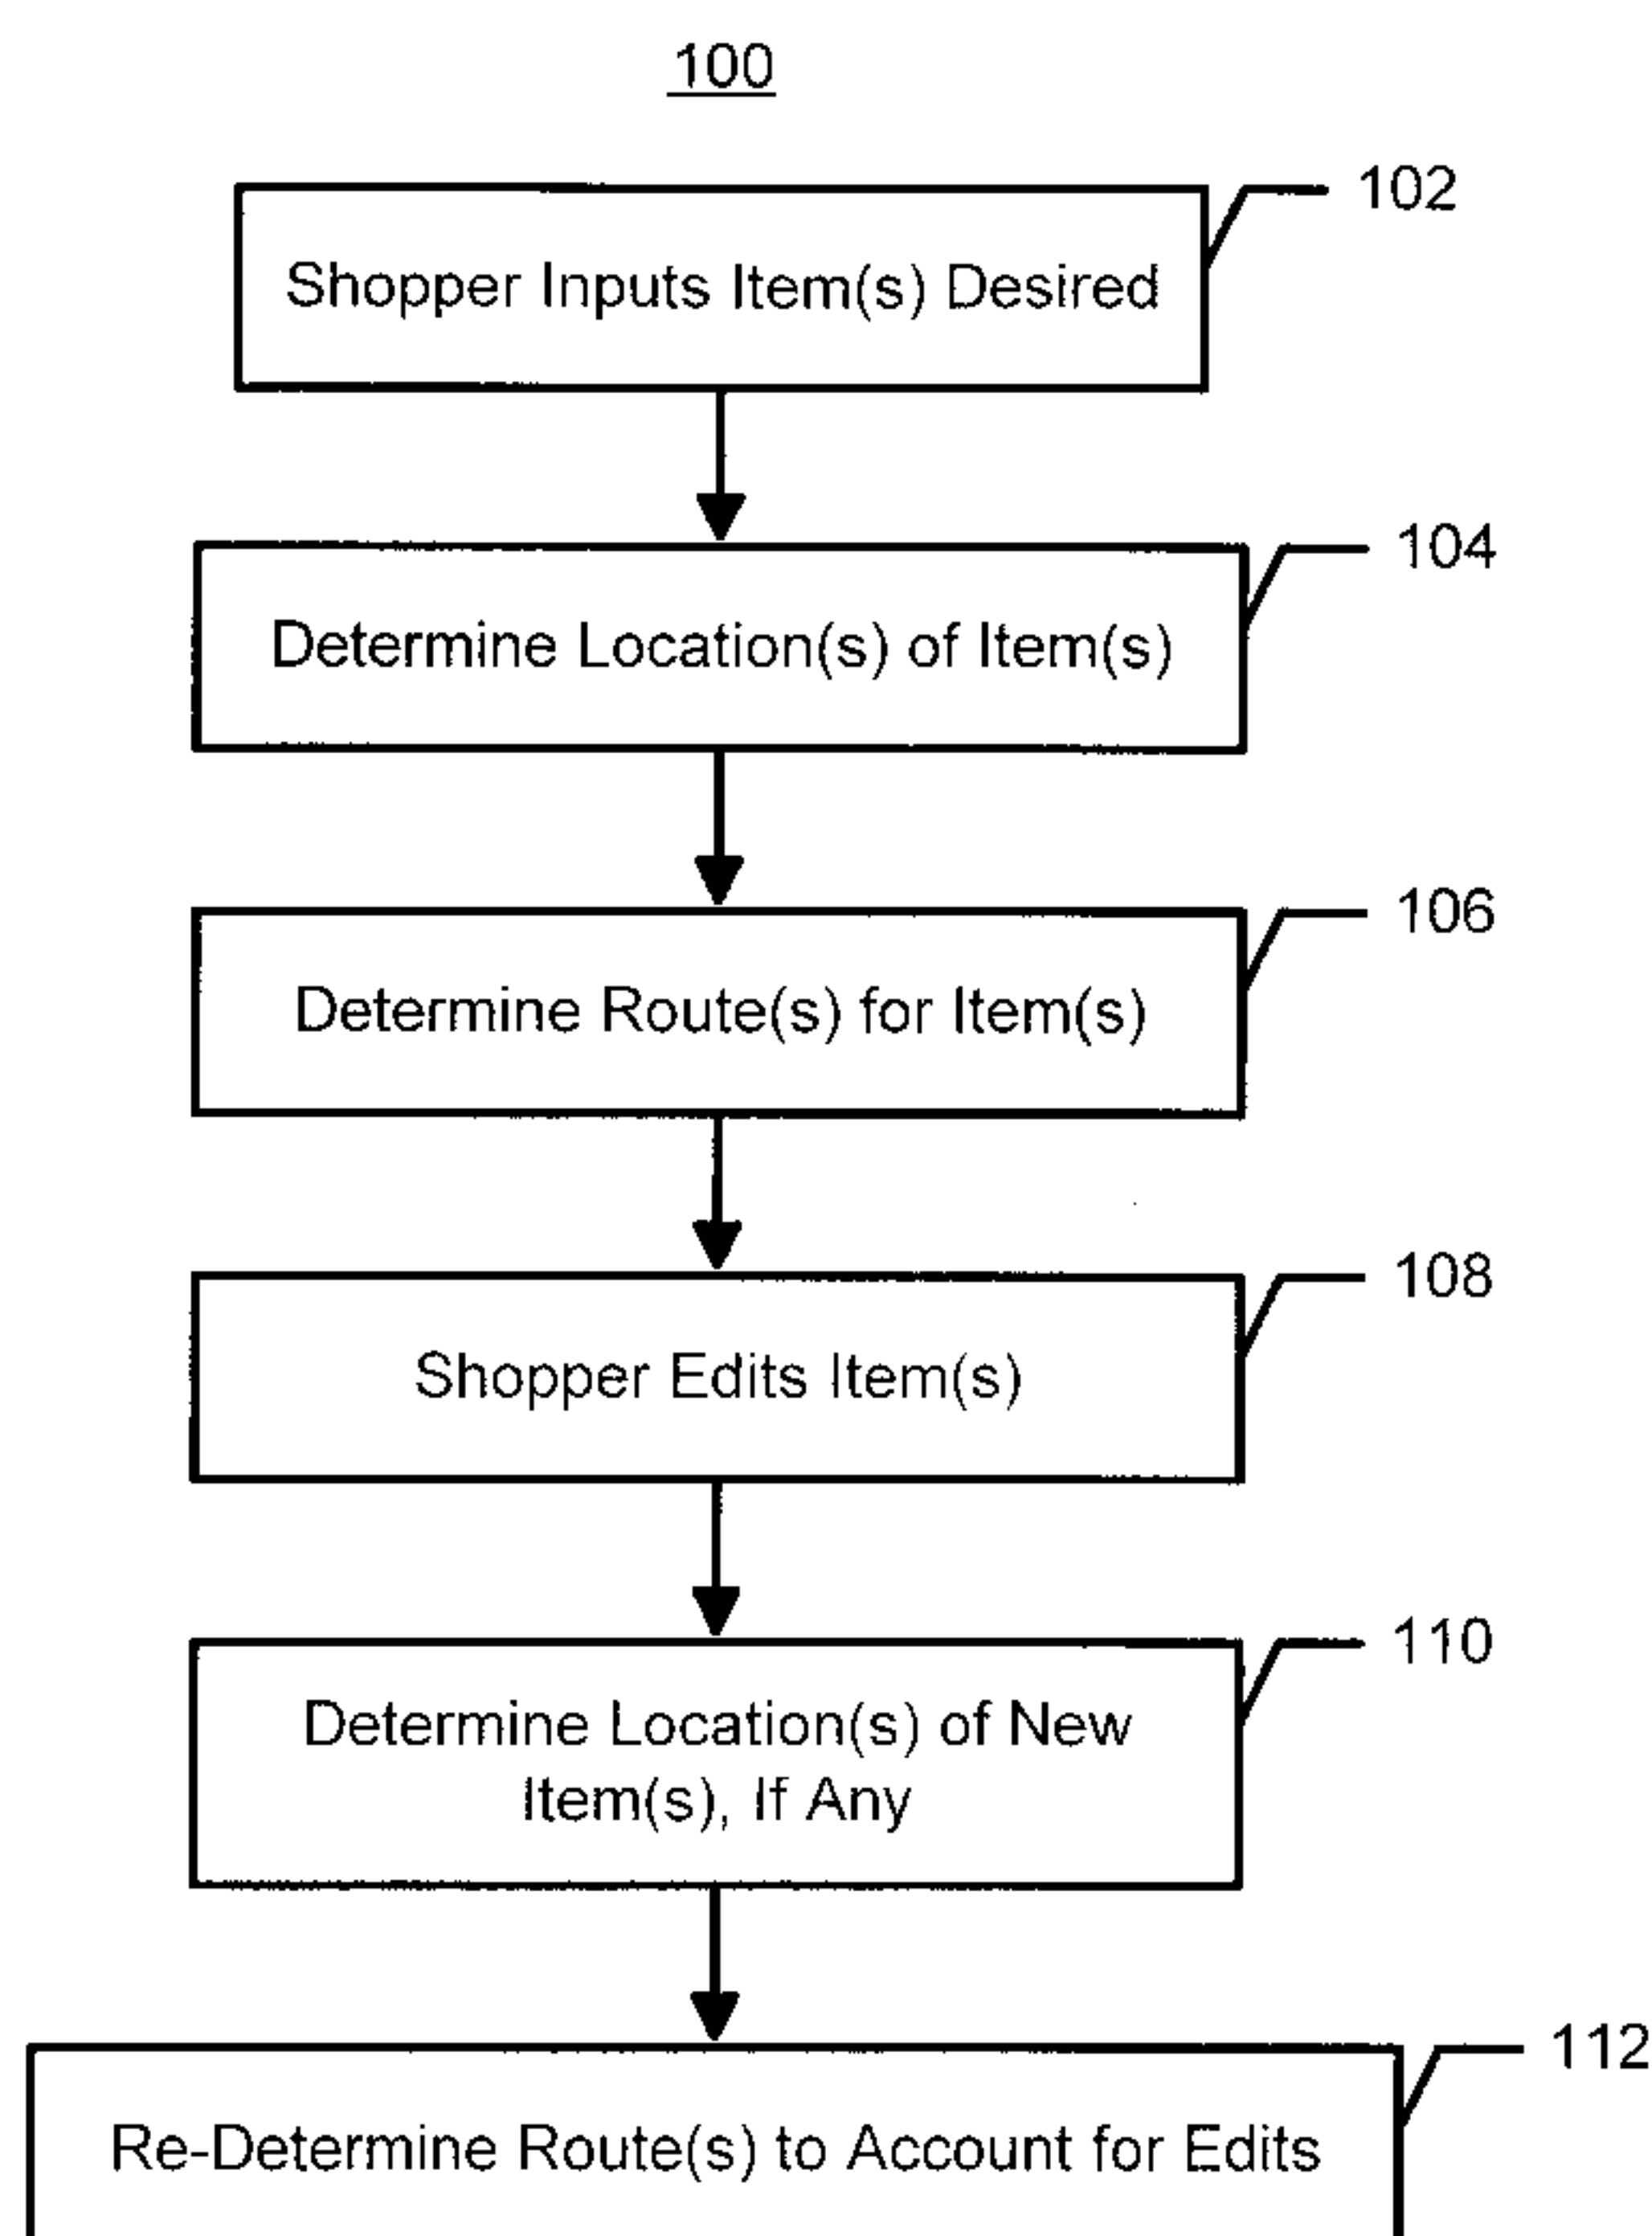 100
102
Shopper Inputs Item(s) Desired
104
Determine Location(s) of Item(s)
106
Determine Route(s) for Item(s)
108
Shopper Edits Item(s)
110
Determine Location(s) of New
Item(s), If Any
112
Re-Determine Route(s) to Account for Edits